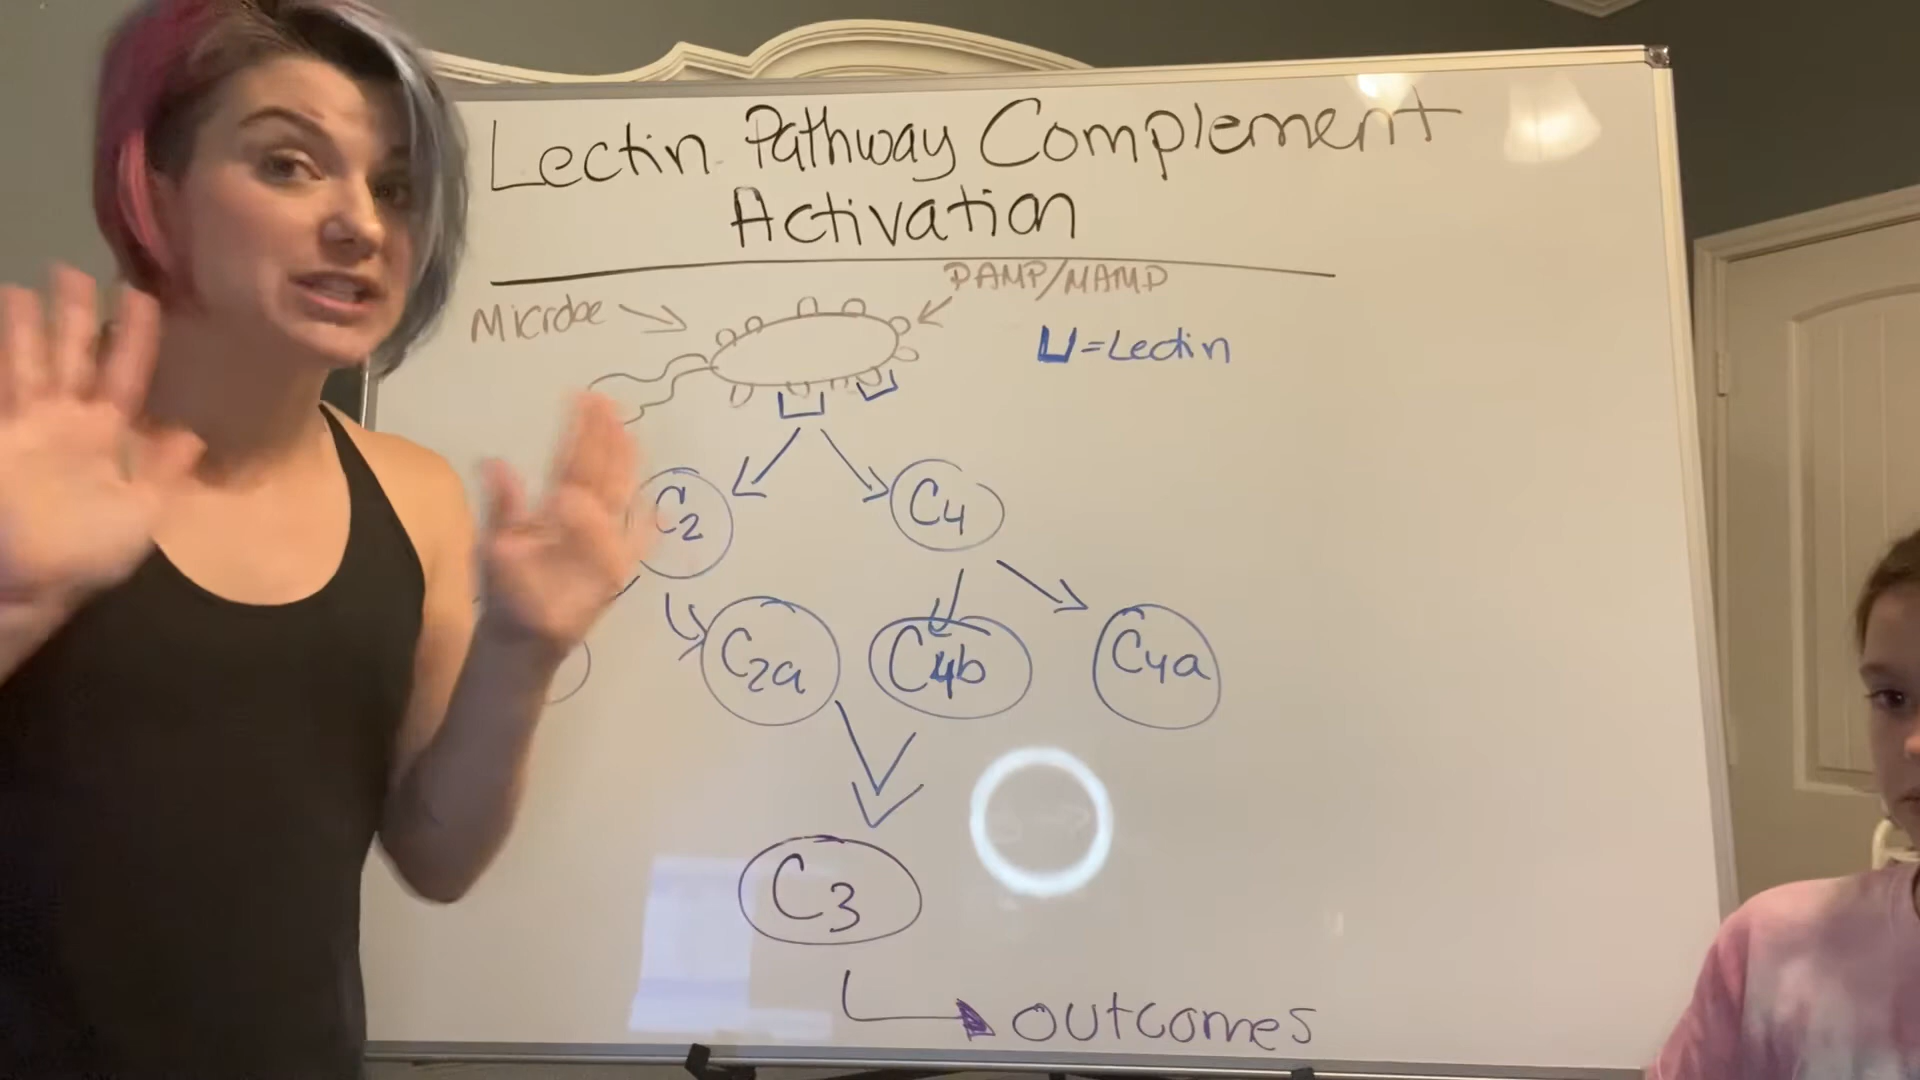 Lectin Pathway Complement
Activation
Microbe
PAMP/MAMP
= Lectin
C2
C4
C2a
C4b
C4a
C3
outcomes